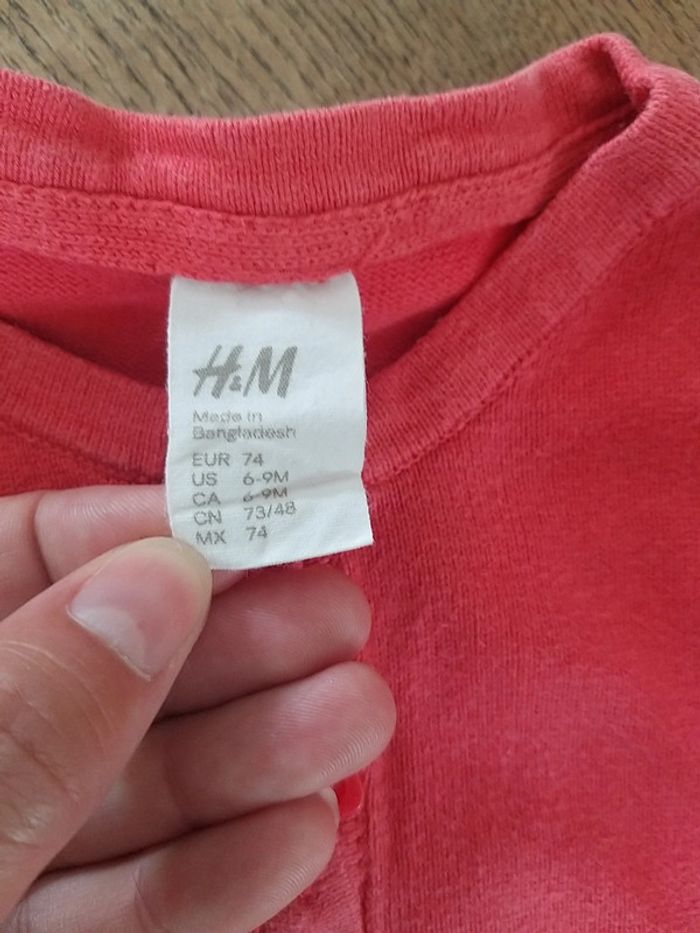 H&M
Made in
Bangladesh
EUR 74
US 6-9M
CA 6-9M
CN 73/48
MX 74